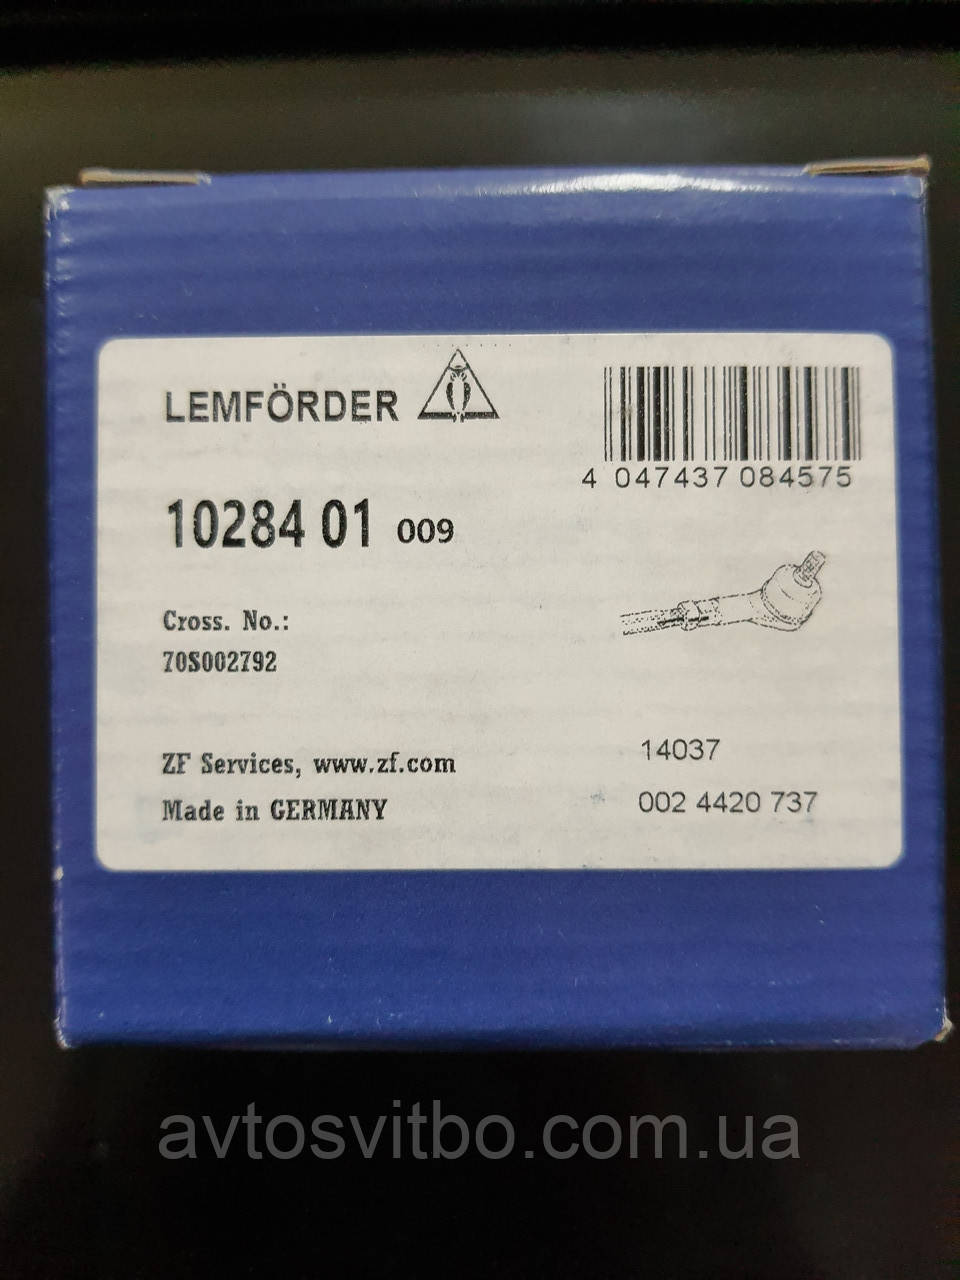 LEMFÖRDER
4 047437 084575
10284 01 009
Cross. No.:
70S002792
ZF Services, www.zf.com
Made in GERMANY
14037
002 4420 737
avtosvitbo.com.ua